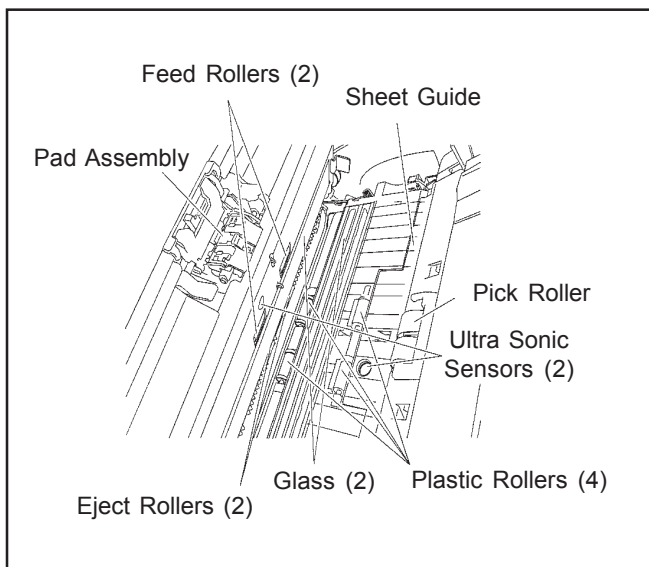 Feed Rollers (2)
Sheet Guide
Pad Assembly
Pick Roller
Ultra Sonic
Sensors (2)
Glass (2)
Plastic Rollers (4)
Eject Rollers (2)